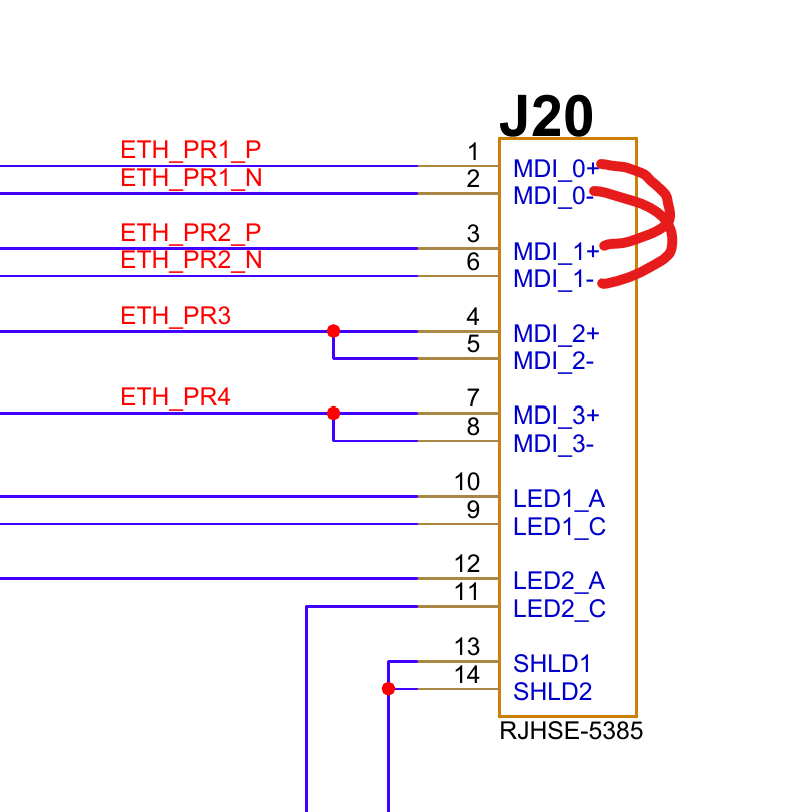 J20
ETH_PR1_P 1 MDI_0+
ETH_PR1_N 2 MDI_0-
ETH_PR2_P 3 MDI_1+
ETH_PR2_N 6 MDI_1-
ETH_PR3 4 MDI_2+
5 MDI_2-
ETH_PR4 7 MDI_3+
8 MDI_3-
10 LED1_A
9 LED1_C
12 LED2_A
11 LED2_C
13 SHLD1
14 SHLD2
RJHSE-5385